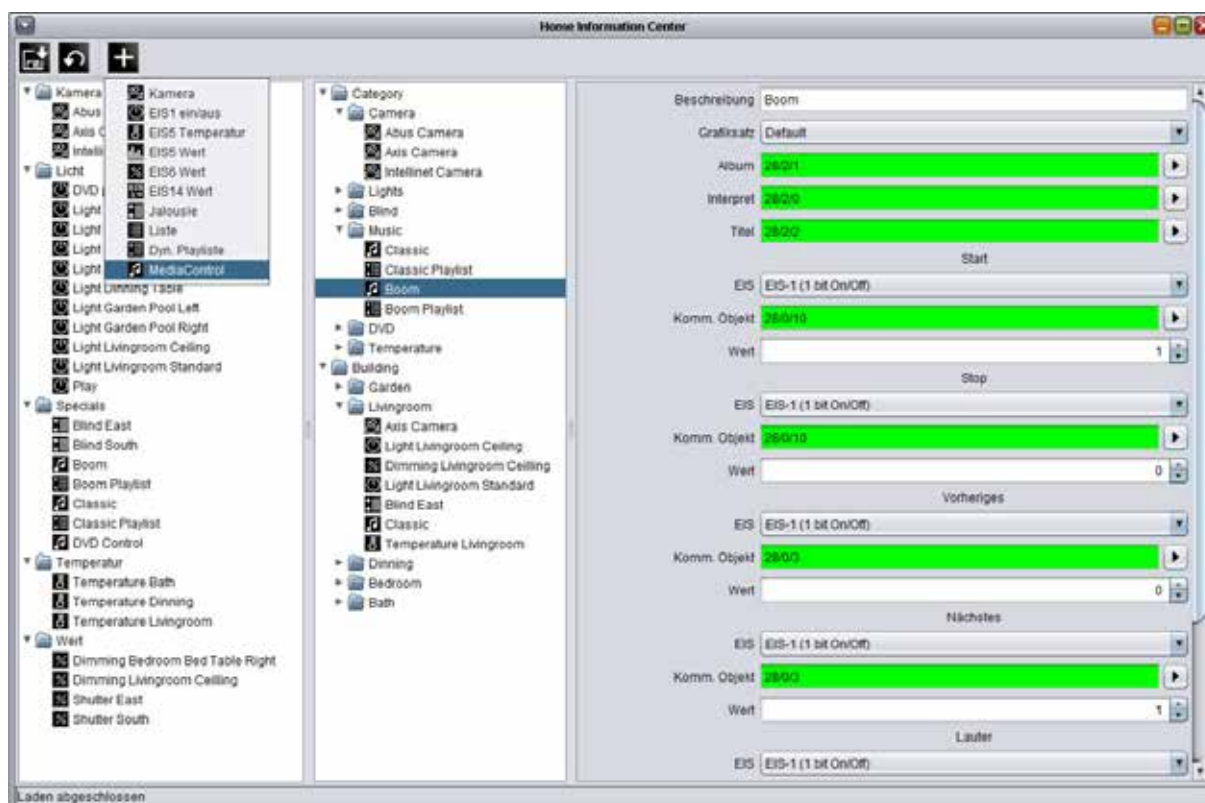 Home Information Center
Kamera
Abus
Axis C
Intelli
Licht
DVD
Light
Light
Light
Light
Light Dinning Table
Light Garden Pool Left
Light Garden Pool Right
Light Livingroom Ceiling
Light Livingroom Standard
Play
Specials
Blind East
Blind South
Boom
Boom Playlist
Classic
Classic Playlist
DVD Control
Temperatur
Temperature Bath
Temperature Dinning
Temperature Livingroom
Wert
Dimming Bedroom Bed Table Right
Dimming Livingroom Ceilling
Shutter East
Shutter South
Kamera
EIS1 ein/aus
EIS5 Temperatur
EIS5 Wert
EIS6 Wert
EIS14 Wert
Jalousie
Liste
Dyn. Playliste
MediaControl
Category
Camera
Abus Camera
Axis Camera
Intellinet Camera
Lights
Blind
Music
Classic
Classic Playlist
Boom
Boom Playlist
DVD
Temperature
Building
Garden
Livingroom
Axis Camera
Light Livingroom Ceiling
Dimming Livingroom Ceilling
Light Livingroom Standard
Blind East
Classic
Temperature Livingroom
Dinning
Bedroom
Bath
Beschreibung Boom
Grafiksatz Default
Album 28/2/1
Interpret 28/2/0
Titel 28/2/2
Start
EIS EIS-1 (1 bit On/Off)
Komm. Objekt 28/0/10
Wert 1
Stop
EIS EIS-1 (1 bit On/Off)
Komm. Objekt 28/0/10
Wert 0
Vorheriges
EIS EIS-1 (1 bit On/Off)
Komm. Objekt 28/0/3
Wert 0
Nächstes
EIS EIS-1 (1 bit On/Off)
Komm. Objekt 28/0/3
Wert 1
Lauter
EIS EIS-1 (1 bit On/Off)
Laden abgeschlossen